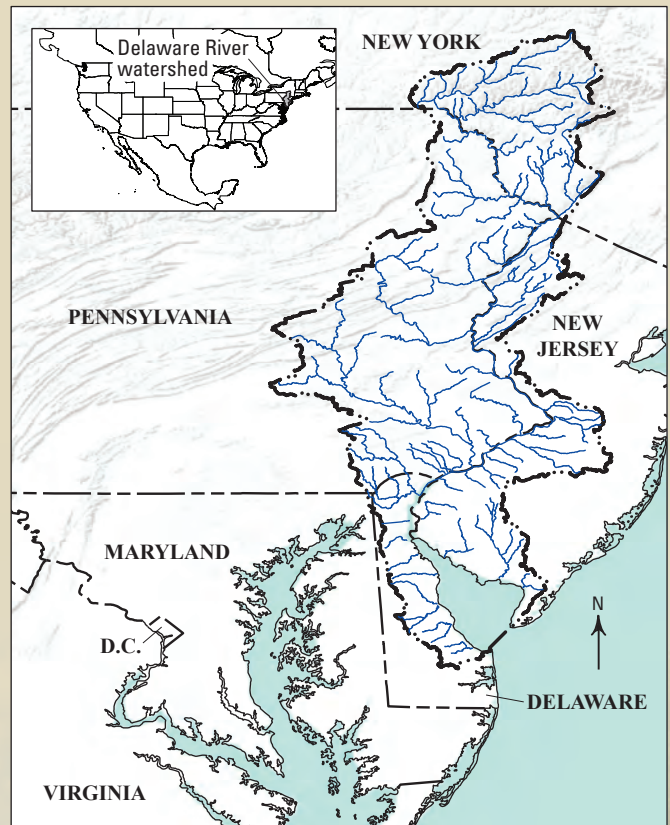 Delaware River
watershed
NEW YORK
PENNSYLVANIA
NEW
JERSEY
MARYLAND
N
D.C.
DELAWARE
VIRGINIA